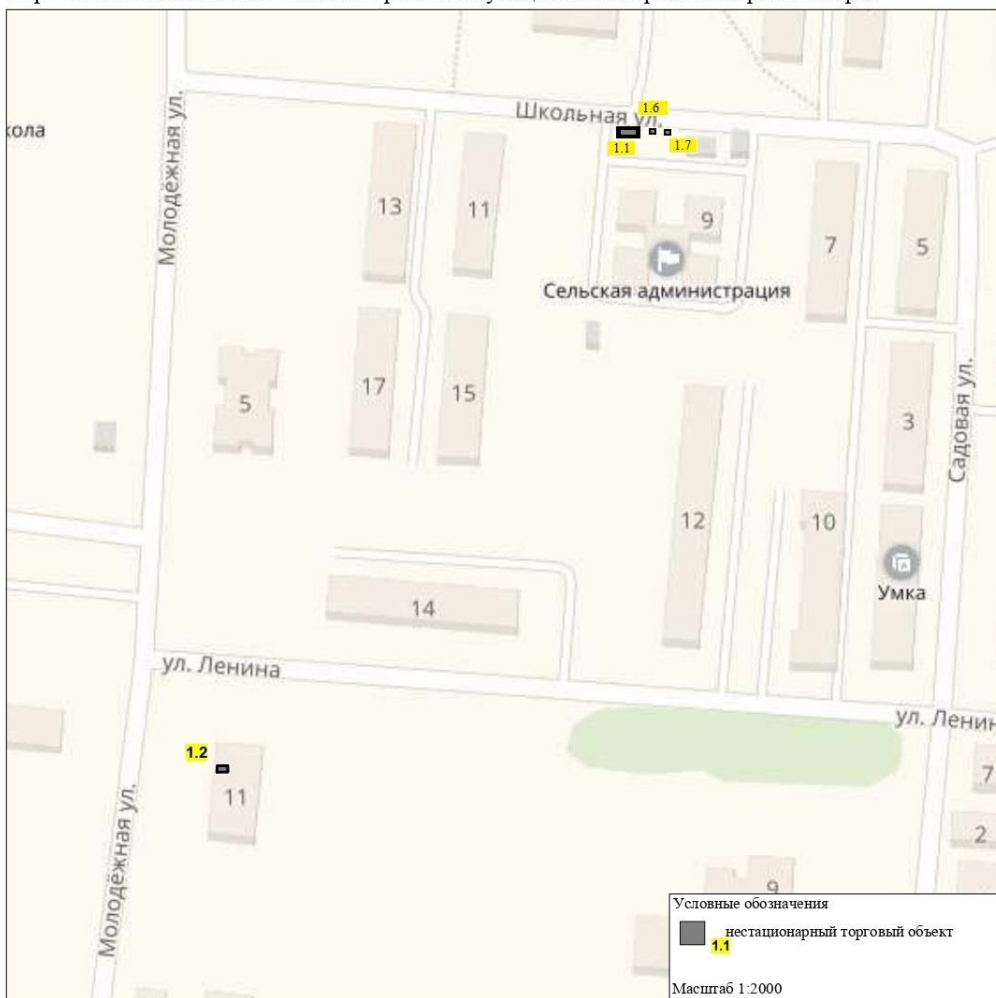 Школьная ул.
1.6
1.1
1.7
кола
Молодёжная ул.
13
11
9
7
5
Сельская администрация
5
17
15
3
Садовая ул.
12
10
Умка
14
ул. Ленина
ул. Ленин
1.2
11
7
2
Молодёжная ул.
9
Условные обозначения
нестационарный торговый объект
1.1
Масштаб 1:2000